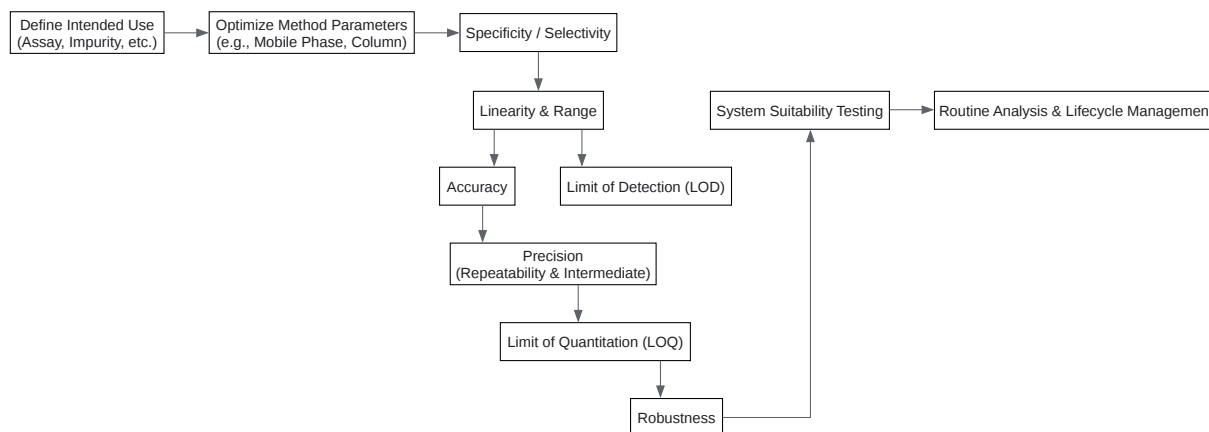 Define Intended Use
(Assay, Impurity, etc.)
Optimize Method Parameters
(e.g., Mobile Phase, Column)
Specificity / Selectivity
Linearity & Range
System Suitability Testing
Routine Analysis & Lifecycle Management
Accuracy
Limit of Detection (LOD)
Precision
(Repeatability & Intermediate)
Limit of Quantitation (LOQ)
Robustness